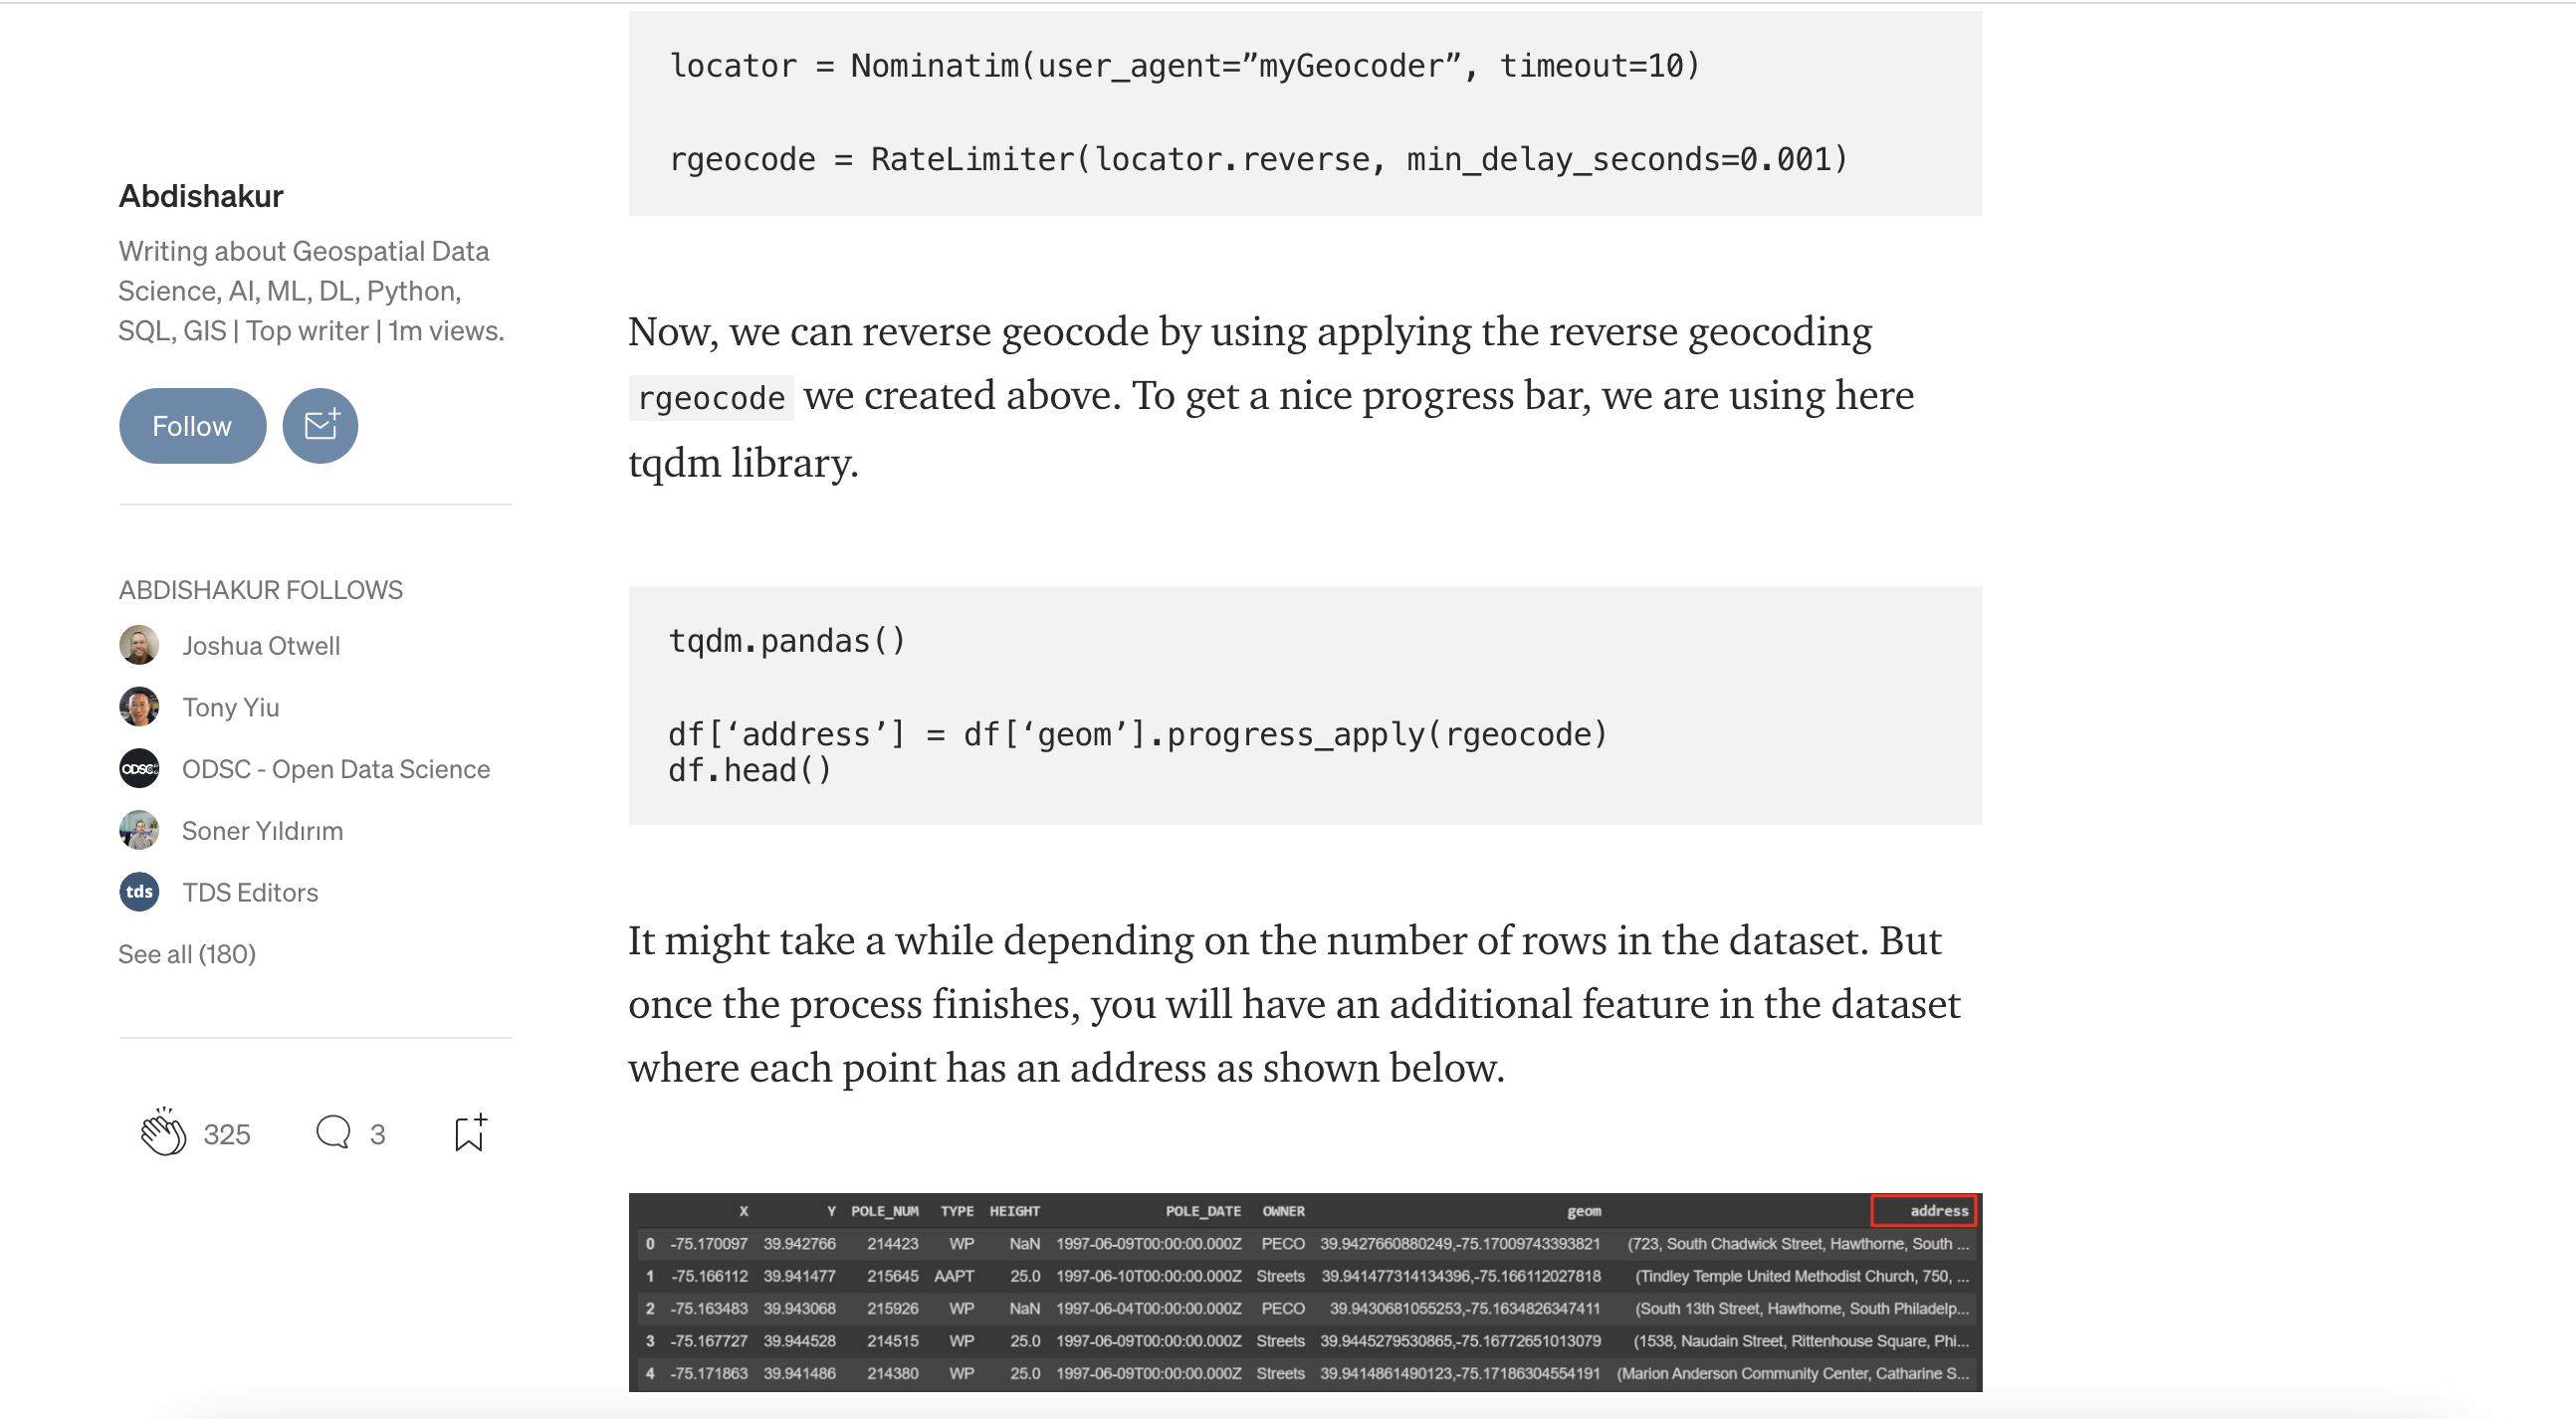 locator = Nominatim(user_agent=”myGeocoder”, timeout=10)
rgeocode = RateLimiter(locator.reverse, min_delay_seconds=0.001)
Abdishakur
Writing about Geospatial Data
Science, AI, ML, DL, Python,
SQL, GIS | Top writer | 1m views.
Follow
ABDISHAKUR FOLLOWS
Joshua Otwell
Tony Yiu
ODSC
ODSC - Open Data Science
Soner Yıldırım
tds
TDS Editors
See all (180)
325
3
Now, we can reverse geocode by using applying the reverse geocoding
rgeocode we created above. To get a nice progress bar, we are using here
tqdm library.
tqdm.pandas()
df[‘address’] = df[‘geom’].progress_apply(rgeocode)
df.head()
It might take a while depending on the number of rows in the dataset. But
once the process finishes, you will have an additional feature in the dataset
where each point has an address as shown below.
X Y POLE_NUM TYPE HEIGHT POLE_DATE OWNER geom address
0 -75.170097 39.942766 214423 WP NaN 1997-06-09T00:00:00.000Z PECO 39.9427660880249,-75.17009743393821 (723, South Chadwick Street, Hawthorne, South ...
1 -75.166112 39.941477 215645 AAPT 25.0 1997-06-10T00:00:00.000Z Streets 39.941477314134396,-75.166112027818 (Tindley Temple United Methodist Church, 750, ...
2 -75.163483 39.943068 215926 WP NaN 1997-06-04T00:00:00.000Z PECO 39.9430681055253,-75.1634826347411 (South 13th Street, Hawthorne, South Philadelp...
3 -75.167727 39.944528 214515 WP 25.0 1997-06-09T00:00:00.000Z Streets 39.9445279530865,-75.16772651013079 (1538, Naudain Street, Rittenhouse Square, Phi...
4 -75.171863 39.941486 214380 WP 25.0 1997-06-09T00:00:00.000Z Streets 39.9414861490123,-75.17186304554191 (Marion Anderson Community Center, Catharine S...